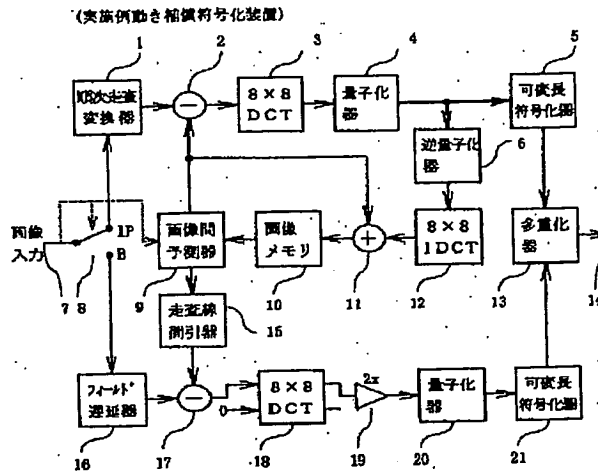 (実施例動き補償符号化装置)
1
2
3
4
5
順次走査
変換器
−
8×8
DCT
量子化
器
可変長
符号化器
逆量子
化器
6
画像
入力
7
8
IP
B
画像間
予測器
9
画像
メモリ
10
+
11
8×8
IDCT
12
多重化
器
13
14
走査線
間引器
15
フィールド
遅延器
16
−
17
0
8×8
DCT
18
2x
19
量子化
器
20
可変長
符号化器
21